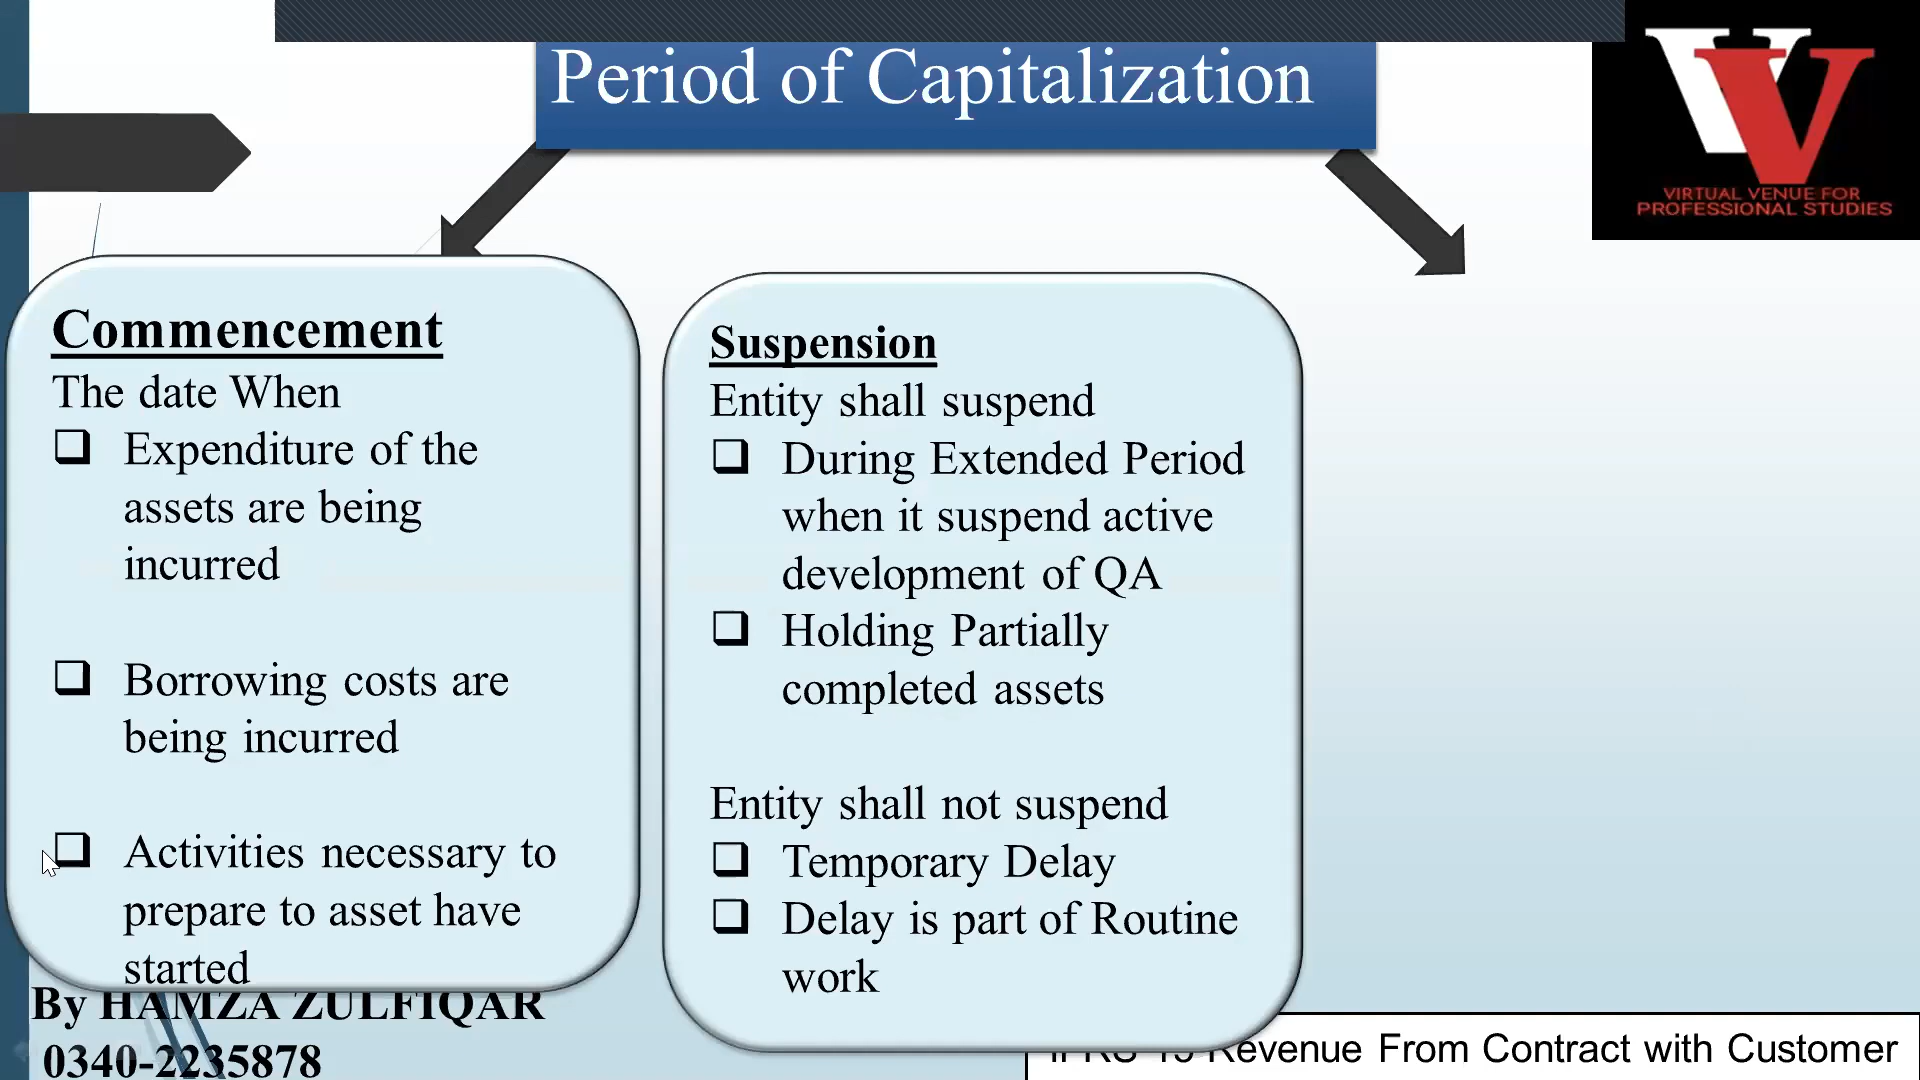 Period of Capitalization
VIRTUAL VENUE FOR
PROFESSIONAL STUDIES
Commencement
The date When
❑ Expenditure of the
assets are being
incurred
❑ Borrowing costs are
being incurred
❑ Activities necessary to
prepare to asset have
started
Suspension
Entity shall suspend
❑ During Extended Period
when it suspend active
development of QA
❑ Holding Partially
completed assets
Entity shall not suspend
❑ Temporary Delay
❑ Delay is part of Routine
work
By HAMZA ZULFIQAR
0340-2235878
Revenue From Contract with Customer